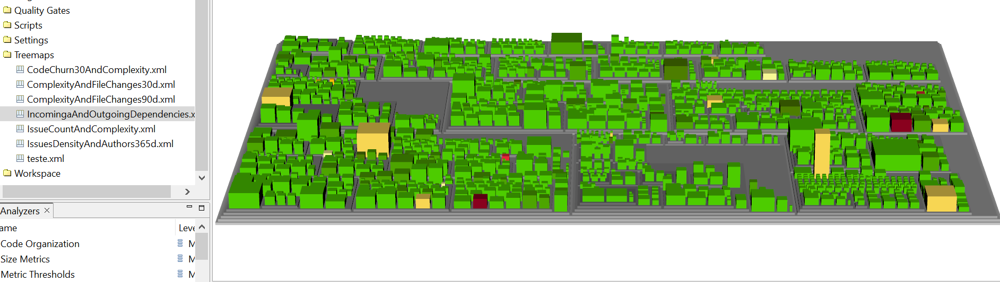 Quality Gates
Scripts
Settings
Treemaps
CodeChurn30AndComplexity.xml
ComplexityAndFileChanges30d.xml
ComplexityAndFileChanges90d.xml
IncomingaAndOutgoingDependencies.x
IssueCountAndComplexity.xml
IssuesDensityAndAuthors365d.xml
teste.xml
Workspace
Analyzers
ame Leve
Code Organization M
Size Metrics M
Metric Thresholds M